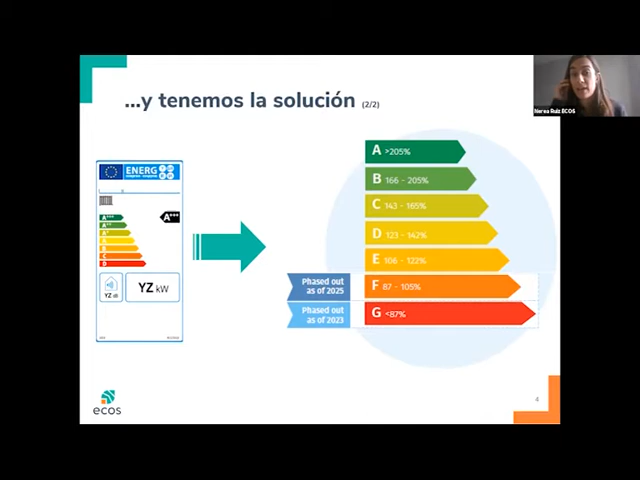 ...y tenemos la solución (2/2)
Nerea Ruiz ECOS
ENERG
A+++
A++
A+
A
B
C
D
A+++
YZ dB
YZ kW
A >205%
B 166 - 205%
C 143 - 165%
D 123 - 142%
E 106 - 122%
Phased out
as of 2025
F 87 - 105%
Phased out
as of 2023
G <87%
ecos
4